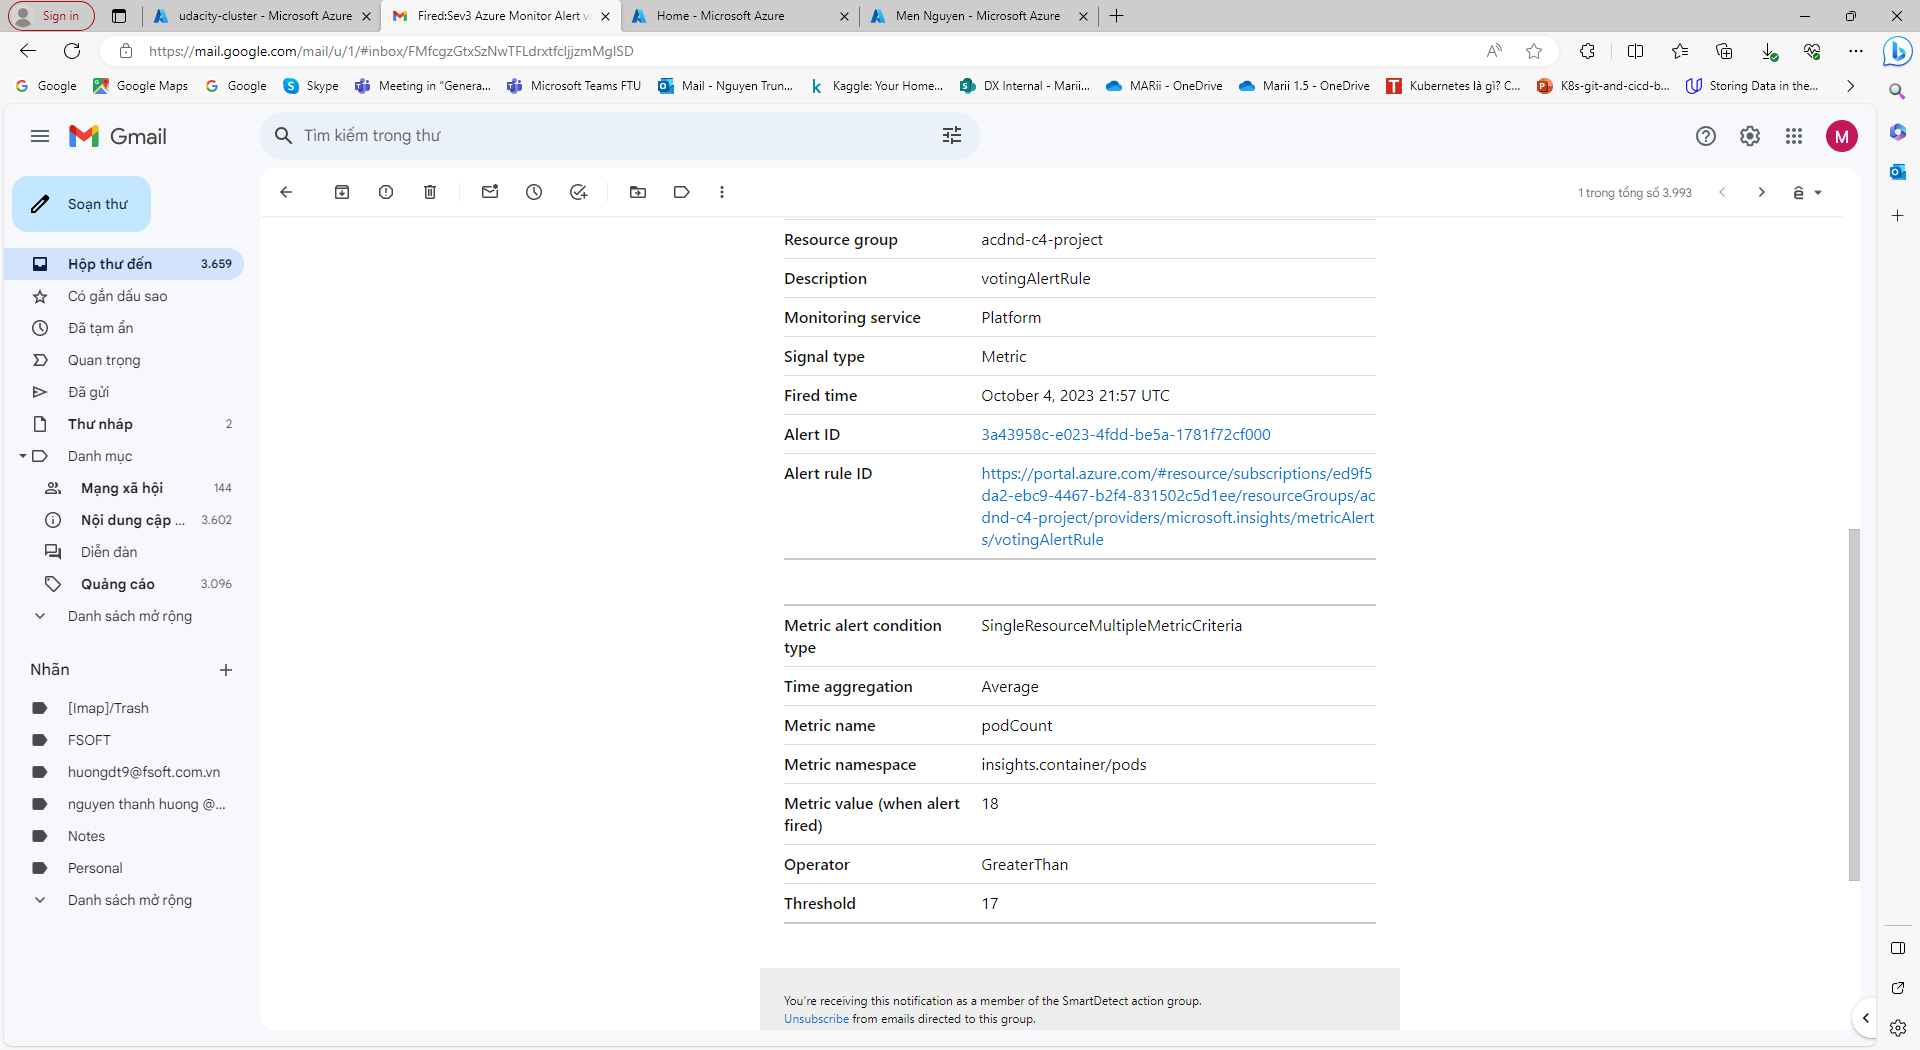 Sign in
udacity-cluster - Microsoft Azure
Fired:Sev3 Azure Monitor Alert vo
Home - Microsoft Azure
Men Nguyen - Microsoft Azure
https://mail.google.com/mail/u/1/#inbox/FMfcgzGtxSzNwTFLdrxtfcljjzmMglSD
Google
Google Maps
Google
Skype
Meeting in "Genera...
Microsoft Teams FTU
Mail - Nguyen Trun...
Kaggle: Your Home...
DX Internal - Marii...
MARii - OneDrive
Marii 1.5 - OneDrive
Kubernetes là gì? C...
K8s-git-and-cicd-b...
Storing Data in the...
Gmail
Tìm kiếm trong thư
M
Soạn thư
1 trong tổng số 3.993
Hộp thư đến 3.659
Có gắn dấu sao
Đã tạm ẩn
Quan trọng
Đã gửi
Thư nháp 2
Danh mục
Mạng xã hội 144
Nội dung cập ... 3.602
Diễn đàn
Quảng cáo 3.096
Danh sách mở rộng
Nhãn
[Imap]/Trash
FSOFT
huongdt9@fsoft.com.vn
nguyen thanh huong @...
Notes
Personal
Danh sách mở rộng
Resource group acdnd-c4-project
Description votingAlertRule
Monitoring service Platform
Signal type Metric
Fired time October 4, 2023 21:57 UTC
Alert ID 3a43958c-e023-4fdd-be5a-1781f72cf000
Alert rule ID https://portal.azure.com/#resource/subscriptions/ed9f5
da2-ebc9-4467-b2f4-831502c5d1ee/resourceGroups/ac
dnd-c4-project/providers/microsoft.insights/metricAlert
s/votingAlertRule
Metric alert condition SingleResourceMultipleMetricCriteria
type
Time aggregation Average
Metric name podCount
Metric namespace insights.container/pods
Metric value (when alert 18
fired)
Operator GreaterThan
Threshold 17
You're receiving this notification as a member of the SmartDetect action group.
Unsubscribe from emails directed to this group.